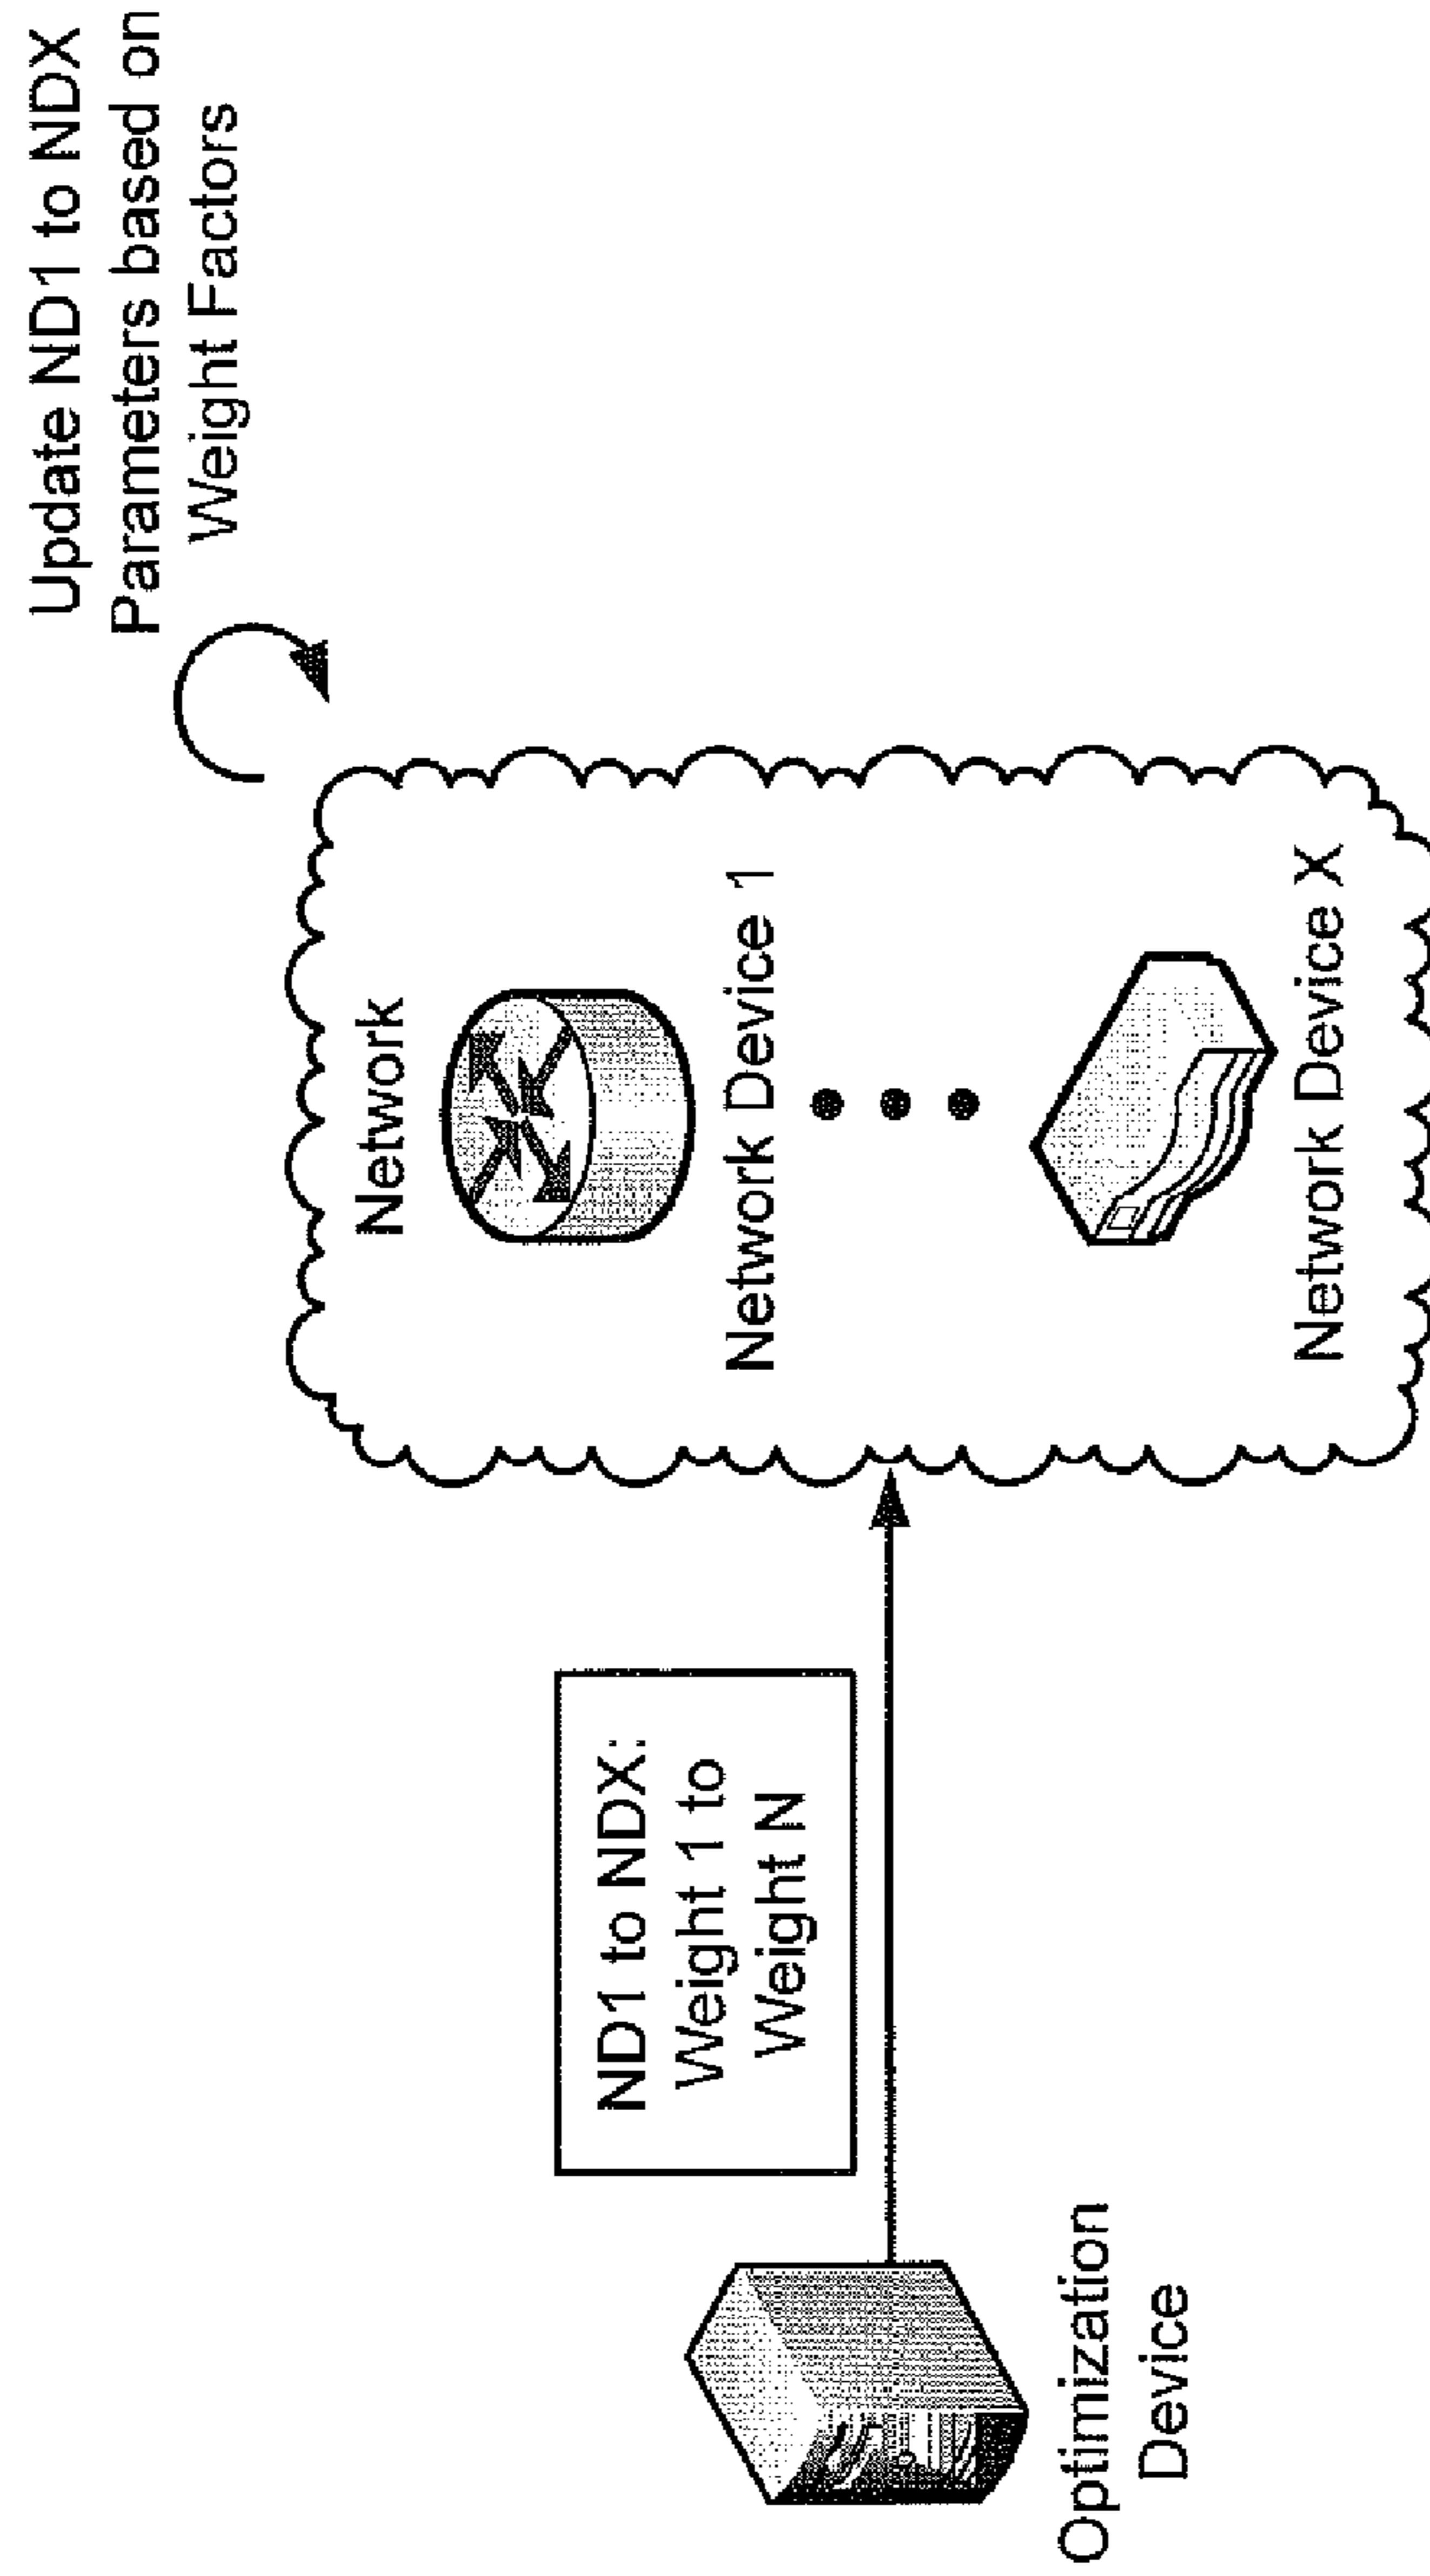 Update ND1 to NDX
Parameters based on
Weight Factors
Network
Network Device 1
Network Device X
ND1 to NDX:
Weight 1 to
Weight N
Optimization
Device